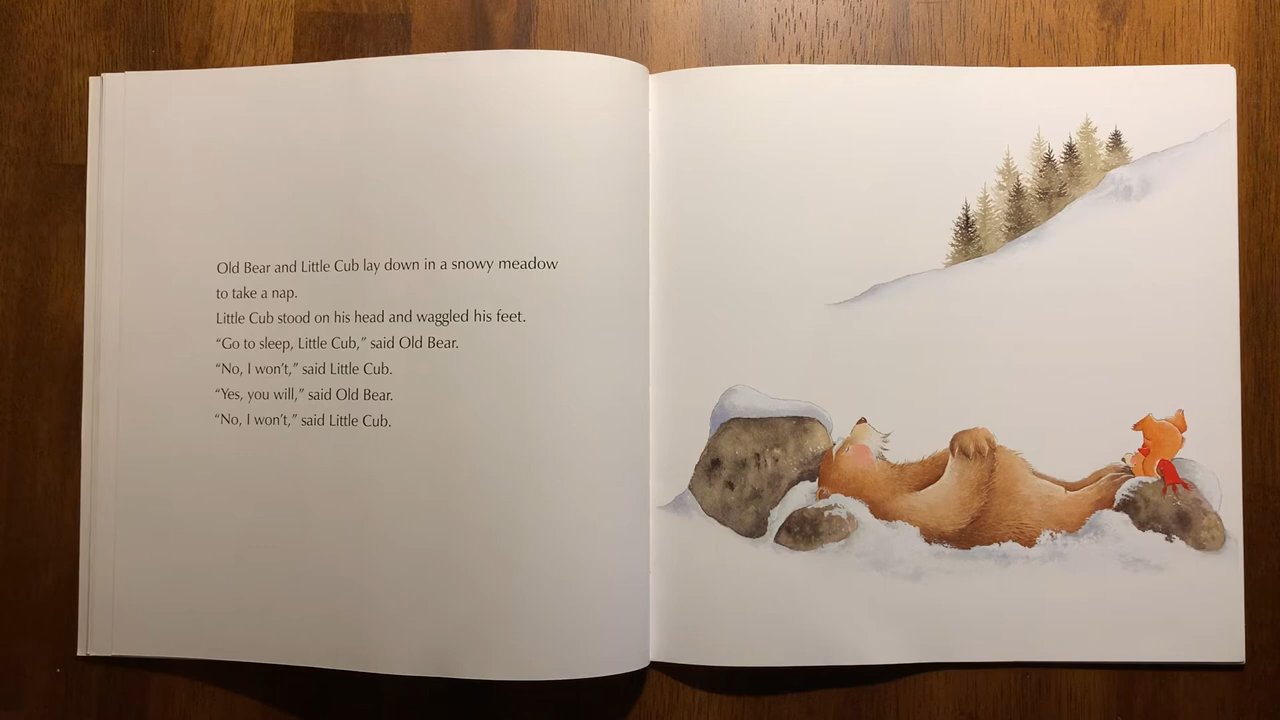 Old Bear and Little Cub lay down in a snowy meadow
to take a nap.
Little Cub stood on his head and waggled his feet.
“Go to sleep, Little Cub,” said Old Bear.
“No, I won’t,” said Little Cub.
“Yes, you will,” said Old Bear.
“No, I won’t,” said Little Cub.